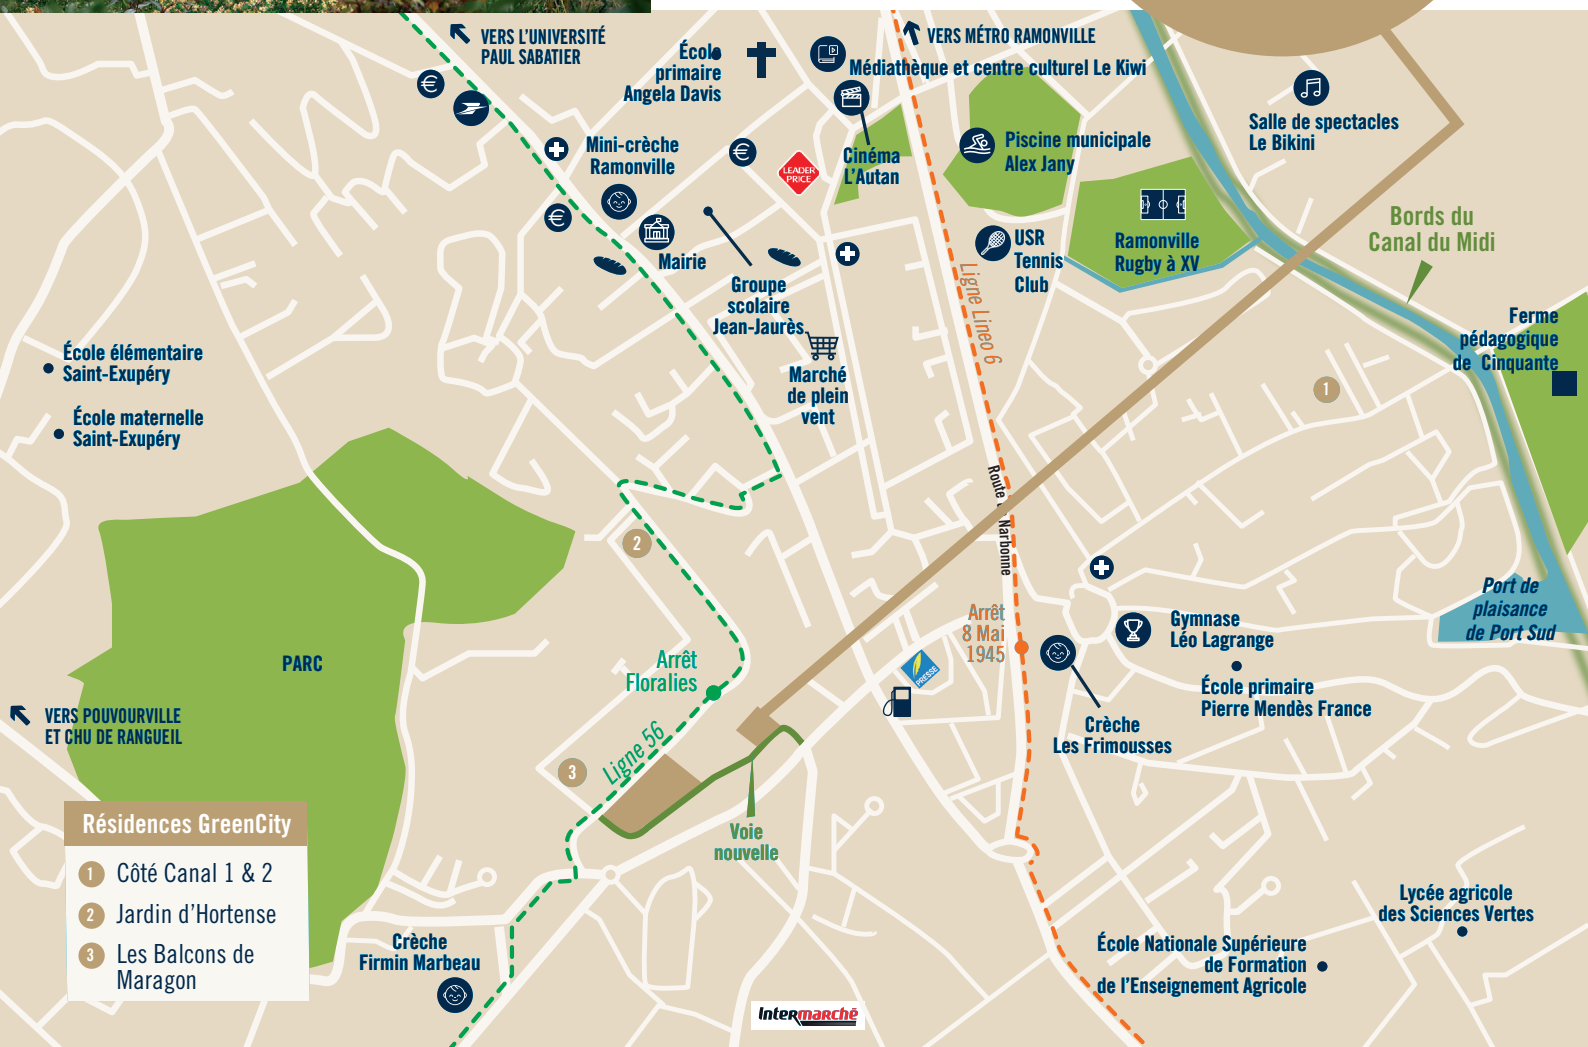 VERS L'UNIVERSITÉ
PAUL SABATIER
École
primaire
Angela Davis
VERS MÉTRO RAMONVILLE
Médiathèque et centre culturel Le Kiwi
Salle de spectacles
Le Bikini
Mini-crèche
Ramonville
LEADER
PRICE
Cinéma
L'Autan
Piscine municipale
Alex Jany
Bords du
Canal du Midi
Mairie
USR
Tennis
Club
Ramonville
Rugby à XV
Groupe
scolaire
Jean-Jaurès
Ligne Lineo 6
Ferme
pédagogique
de Cinquante
École élémentaire
Saint-Exupéry
Marché
de plein
vent
1
École maternelle
Saint-Exupéry
Route de Narbonne
2
Port de
plaisance
de Port Sud
Arrêt
8 Mai
1945
Gymnase
Léo Lagrange
PARC
Arrêt
Floralies
PRESSE
École primaire
Pierre Mendès France
VERS POUVOURVILLE
ET CHU DE RANGUEIL
Crèche
Les Frimousses
3
Ligne 56
Voie
nouvelle
Résidences GreenCity
1 Côté Canal 1 & 2
2 Jardin d'Hortense
3 Les Balcons de
Maragon
Lycée agricole
des Sciences Vertes
Crèche
Firmin Marbeau
École Nationale Supérieure
de Formation
de l'Enseignement Agricole
Intermarché